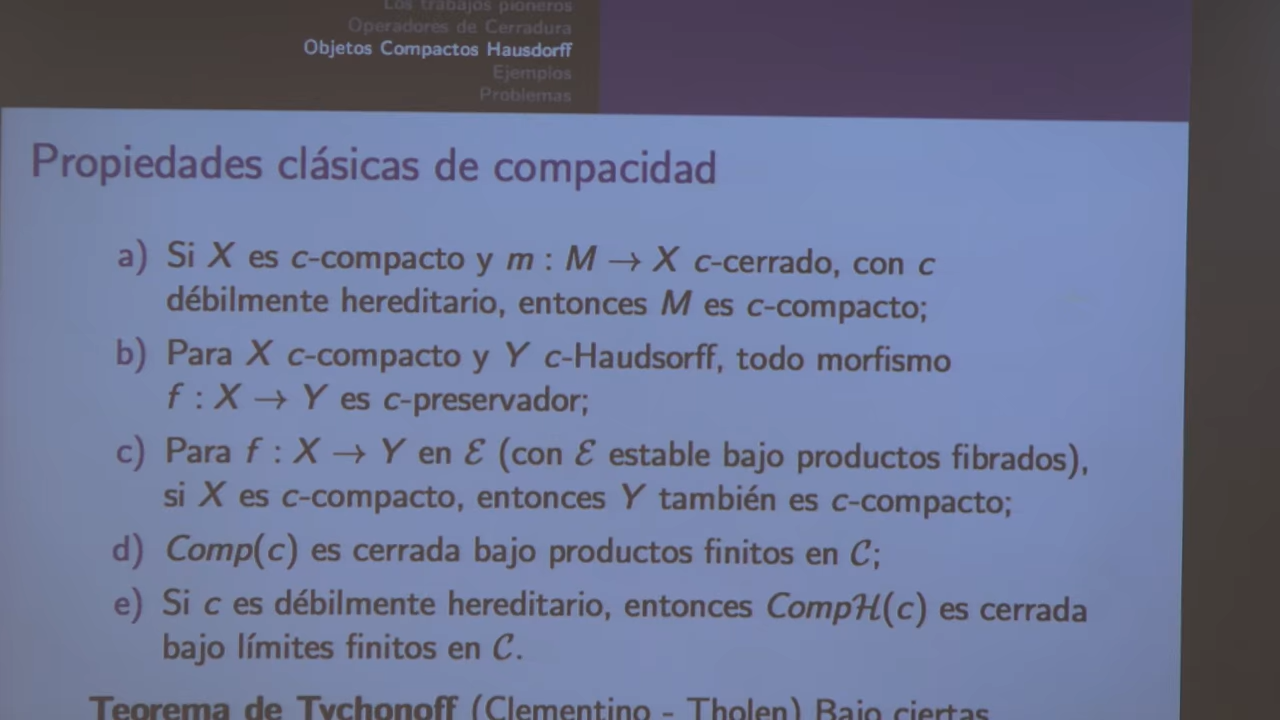 Los trabajos pioneros
Operadores de Cerradura
Objetos Compactos Hausdorff
Ejemplos
Problemas
Propiedades clásicas de compacidad
a) Si X es c-compacto y m : M → X c-cerrado, con c
débilmente hereditario, entonces M es c-compacto;
b) Para X c-compacto y Y c-Haudsorff, todo morfismo
f : X → Y es c-preservador;
c) Para f : X → Y en ℰ (con ℰ estable bajo productos fibrados),
si X es c-compacto, entonces Y también es c-compacto;
d) Comp(c) es cerrada bajo productos finitos en 𝒞;
e) Si c es débilmente hereditario, entonces Compℋ(c) es cerrada
bajo límites finitos en 𝒞.
Teorema de Tychonoff (Clementino - Tholen) Bajo ciertas